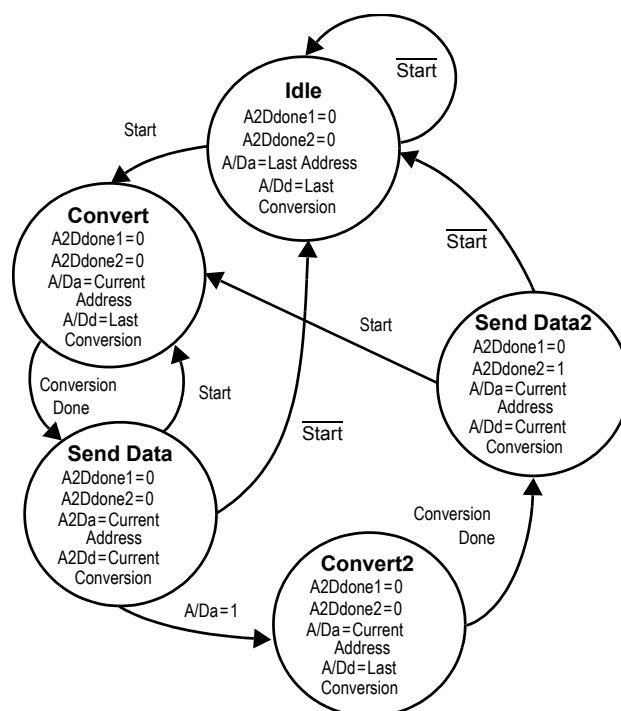 S̅t̅a̅r̅t̅
Idle
A2Ddone1=0
A2Ddone2=0
A/Da=Last Address
A/Dd=Last
Conversion
Start
Convert
A2Ddone1=0
A2Ddone2=0
A/Da=Current
Address
A/Dd=Last
Conversion
S̅t̅a̅r̅t̅
Start
Send Data2
A2Ddone1=0
A2Ddone2=1
A/Da=Current
Address
A/Dd=Current
Conversion
Conversion
Done
Start
S̅t̅a̅r̅t̅
Send Data
A2Ddone1=0
A2Ddone2=0
A2Da=Current
Address
A2Dd=Current
Conversion
Conversion
Done
A/Da=1
Convert2
A2Ddone1=0
A2Ddone2=0
A/Da=Current
Address
A/Dd=Last
Conversion